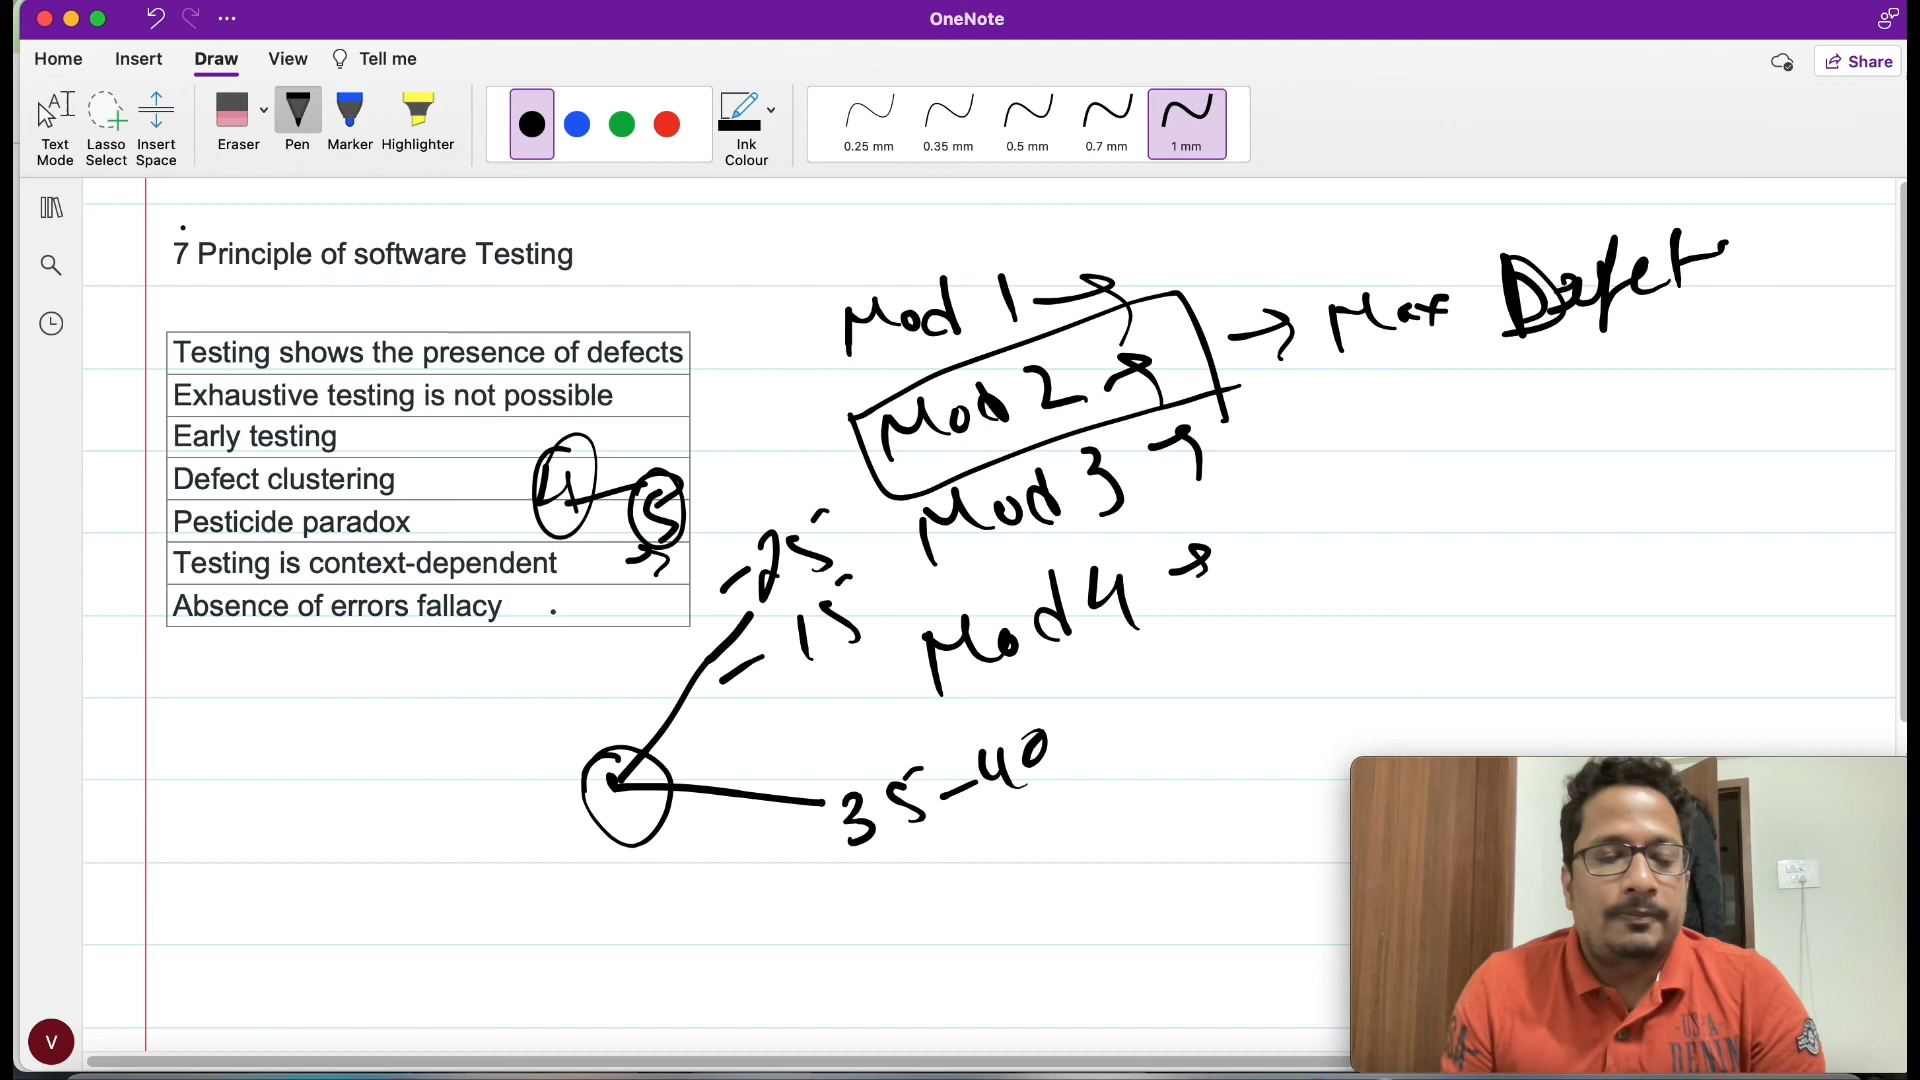 OneNote
Home Insert Draw View Tell me
Share
Text Mode
Lasso Select
Insert Space
Eraser
Pen
Marker
Highlighter
Ink Colour
0.25 mm
0.35 mm
0.5 mm
0.7 mm
1 mm
7 Principle of software Testing
Testing shows the presence of defects
Exhaustive testing is not possible
Early testing
Defect clustering
Pesticide paradox
Testing is context-dependent
Absence of errors fallacy
4
5
Mod 1
Mod 2
Mod 3
Mod 4
Max Defect
25
15
35-40
V